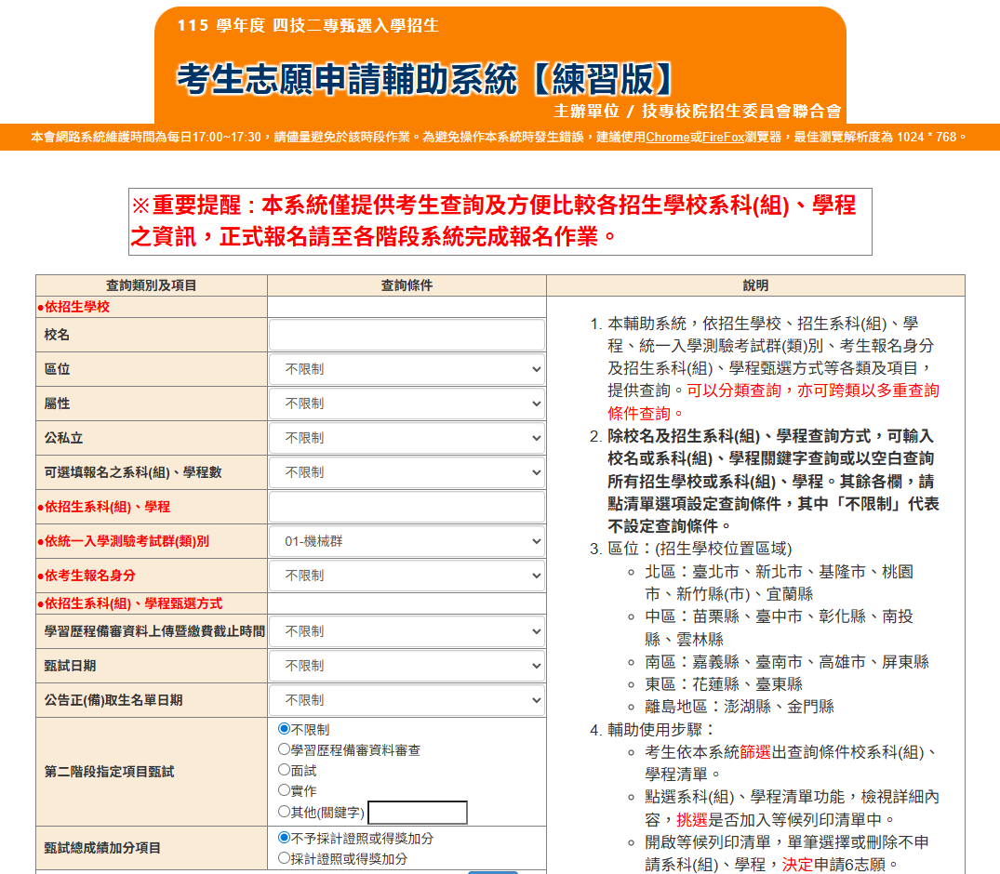 115 學年度 四技二專甄選入學招生
考生志願申請輔助系統【練習版】
主辦單位 / 技專校院招生委員會聯合會
本會網路系統維護時間為每日17:00~17:30，請儘量避免於該時段作業。為避免操作本系統時發生錯誤，建議使用Chrome或FireFox瀏覽器，最佳瀏覽解析度為 1024 * 768。
※重要提醒：本系統僅提供考生查詢及方便比較各招生學校系科(組)、學程
之資訊，正式報名請至各階段系統完成報名作業。
查詢類別及項目
查詢條件
說明
●依招生學校
校名
區位
不限制
屬性
不限制
公私立
不限制
可選填報名之系科(組)、學程數
不限制
●依招生系科(組)、學程
●依統一入學測驗考試群(類)別
01-機械群
●依考生報名身分
不限制
●依招生系科(組)、學程甄選方式
學習歷程備審資料上傳暨繳費截止時間
不限制
甄試日期
不限制
公告正(備)取生名單日期
不限制
第二階段指定項目甄試
不限制
學習歷程備審資料審查
面試
實作
其他(關鍵字)
甄試總成績加分項目
不予採計證照或得獎加分
採計證照或得獎加分
1. 本輔助系統，依招生學校、招生系科(組)、學
程、統一入學測驗考試群(類)別、考生報名身分
及招生系科(組)、學程甄選方式等各類及項目，
提供查詢。可以分類查詢，亦可跨類以多重查詢
條件查詢。
2. 除校名及招生系科(組)、學程查詢方式，可輸入
校名或系科(組)、學程關鍵字查詢或以空白查詢
所有招生學校或系科(組)、學程。其餘各欄，請
點清單選項設定查詢條件，其中「不限制」代表
不設定查詢條件。
3. 區位：(招生學校位置區域)
北區：臺北市、新北市、基隆市、桃園
市、新竹縣(市)、宜蘭縣
中區：苗栗縣、臺中市、彰化縣、南投
縣、雲林縣
南區：嘉義縣、臺南市、高雄市、屏東縣
東區：花蓮縣、臺東縣
離島地區：澎湖縣、金門縣
4. 輔助使用步驟：
考生依本系統篩選出查詢條件校系科(組)、
學程清單。
點選系科(組)、學程清單功能，檢視詳細內
容，挑選是否加入等候列印清單中。
開啟等候列印清單，單筆選擇或刪除不申
請系科(組)、學程，決定申請6志願。